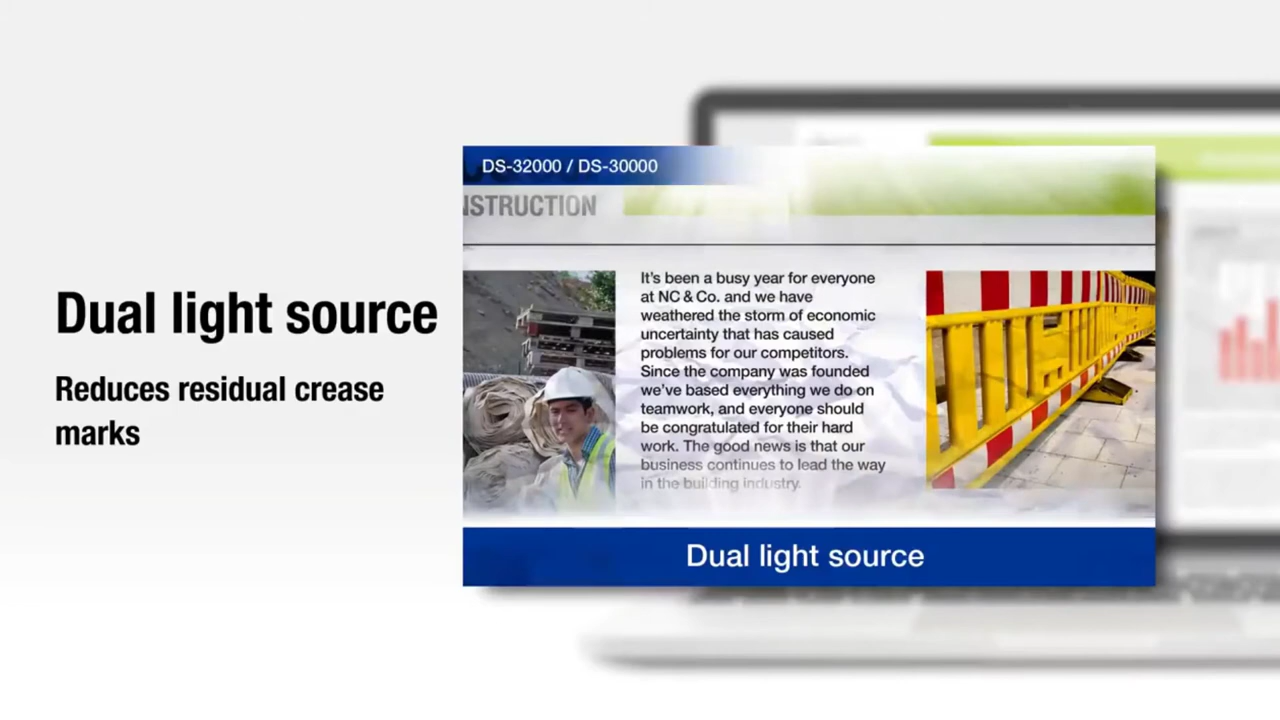 Dual light source
Reduces residual crease
marks
DS-32000 / DS-30000
NSTRUCTION
It's been a busy year for everyone
at NC & Co. and we have
weathered the storm of economic
uncertainty that has caused
problems for our competitors.
Since the company was founded
we've based everything we do on
teamwork, and everyone should
be congratulated for their hard
work. The good news is that our
business continues to lead the way
in the building industry.
Dual light source